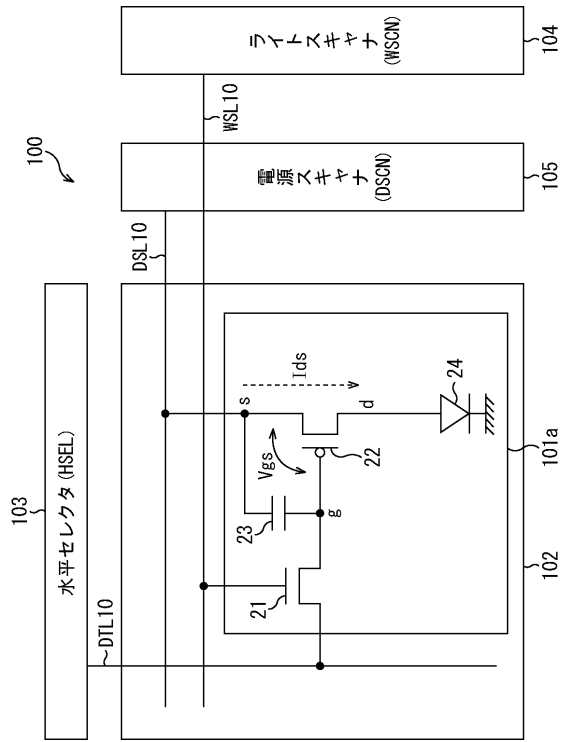 100
103
水平セレクタ(HSEL)
DTL10
DSL10
WSL10
ライトスキャナ
(WSCN)
104
電源スキャナ
(DSCN)
105
s
Ids
Vgs
d
g
21
22
23
24
101a
102